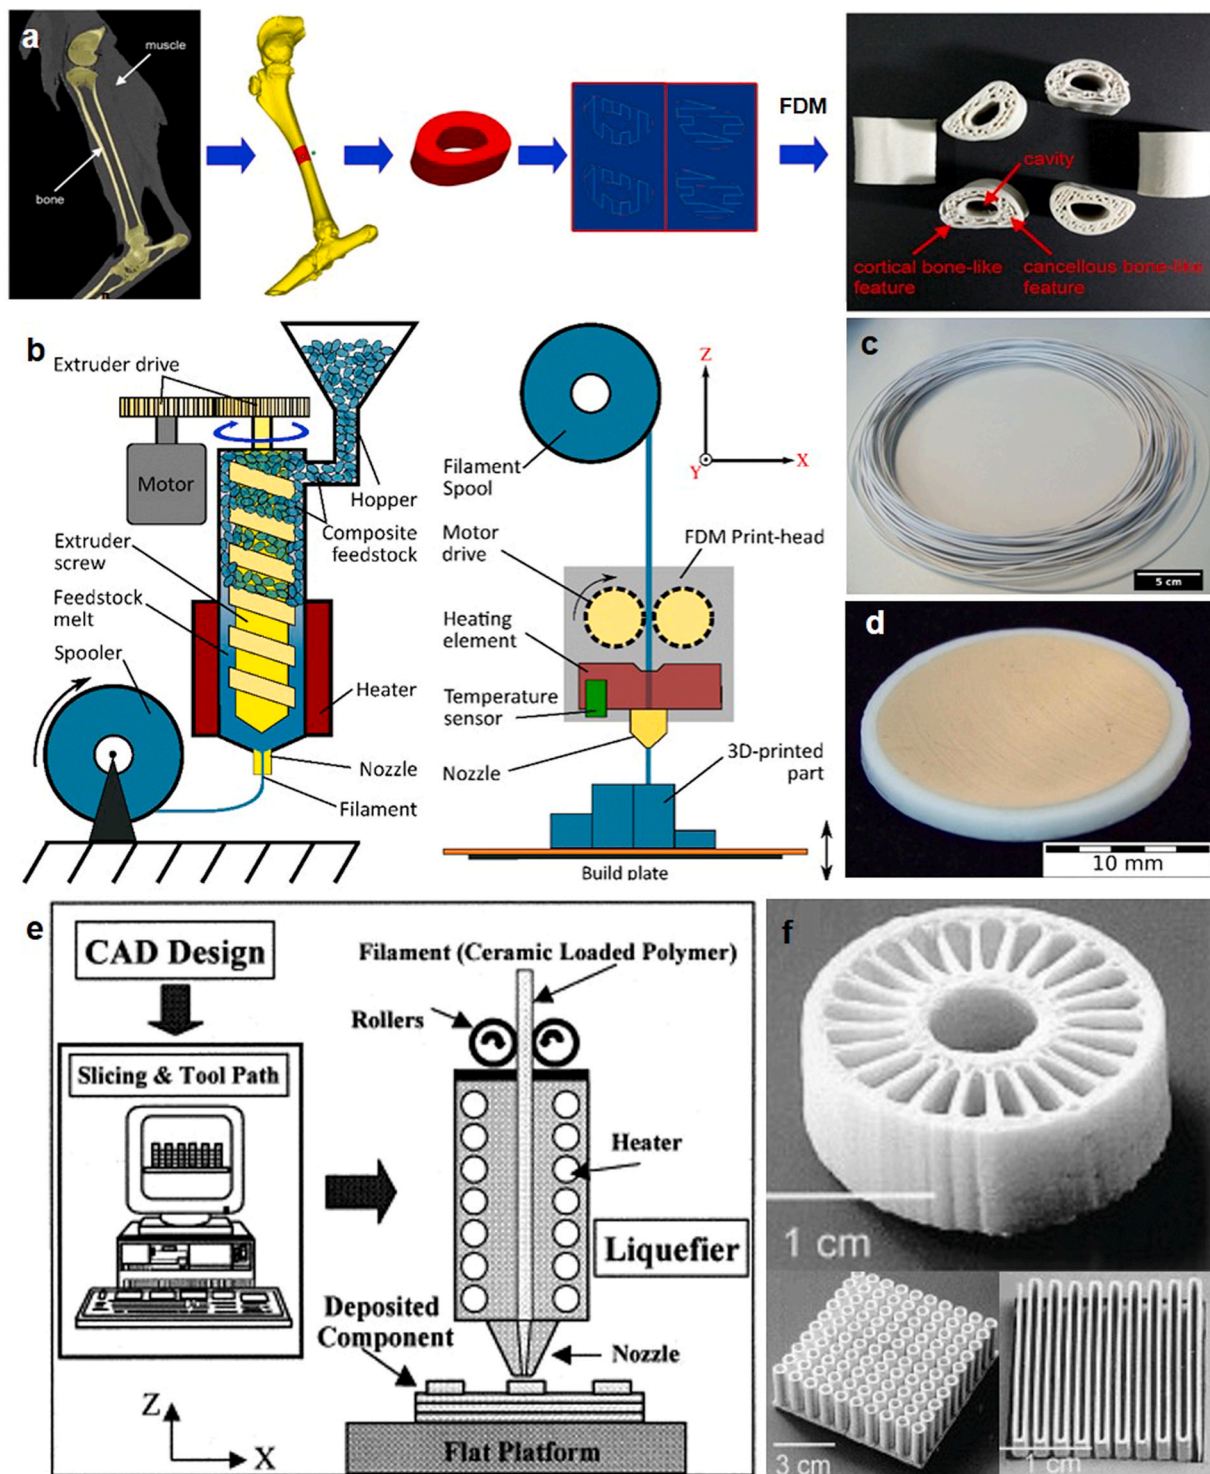 a
muscle
bone
FDM
cavity
cortical bone-like
feature
cancellous bone-like
feature
b
Extruder drive
Motor
Hopper
Composite
feedstock
Extruder
screw
Feedstock
melt
Spooler
Heater
Nozzle
Filament
Filament
Spool
Z
Y
X
Motor
drive
FDM Print-head
Heating
element
Temperature
sensor
Nozzle
3D-printed
part
Build plate
c
5 cm
d
10 mm
e
CAD Design
Slicing & Tool Path
Filament (Ceramic Loaded Polymer)
Rollers
Heater
Liquefier
Deposited
Component
Nozzle
Z
X
Flat Platform
f
1 cm
3 cm
1 cm